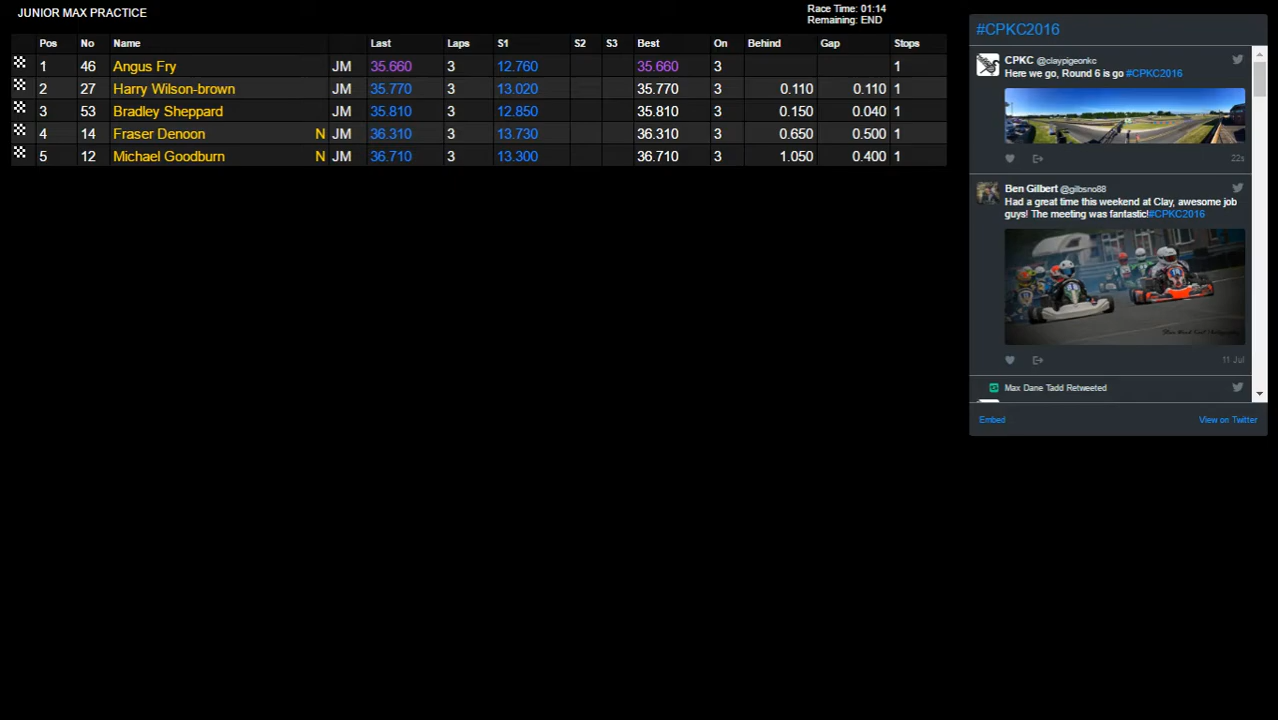 JUNIOR MAX PRACTICE
Race Time: 01:14
Remaining: END
Pos No Name Last Laps S1 S2 S3 Best On Behind Gap Stops
1 46 Angus Fry JM 35.660 3 12.760 35.660 3 1
2 27 Harry Wilson-brown JM 35.770 3 13.020 35.770 3 0.110 0.110 1
3 53 Bradley Sheppard JM 35.810 3 12.850 35.810 3 0.150 0.040 1
4 14 Fraser Denoon N JM 36.310 3 13.730 36.310 3 0.650 0.500 1
5 12 Michael Goodburn N JM 36.710 3 13.300 36.710 3 1.050 0.400 1
#CPKC2016
CPKC @claypigeonkc
Here we go, Round 6 is go #CPKC2016
22s
Ben Gilbert @gilbsno88
Had a great time this weekend at Clay, awesome job
guys! The meeting was fantastic!#CPKC2016
11 Jul
Max Dane Tadd Retweeted
Embed View on Twitter